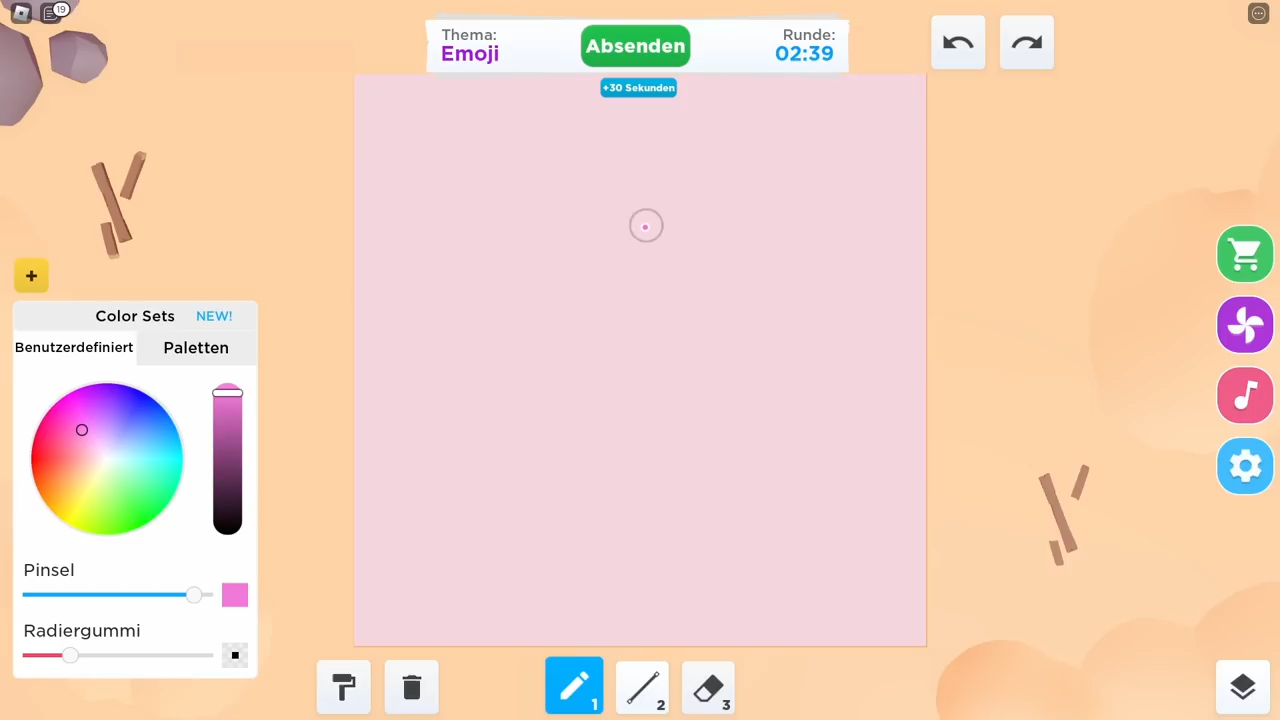 19
Thema:
Emoji
Absenden
Runde:
02:39
+30 Sekunden
+
Color Sets NEW!
Benutzerdefiniert
Paletten
Pinsel
Radiergummi
1
2
3